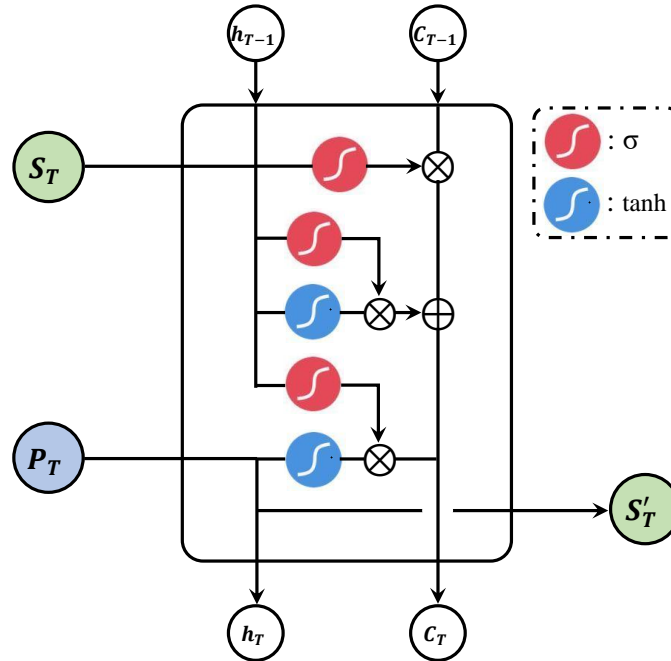 h_{T-1}
C_{T-1}
S_T
: σ
: tanh
P_T
S'_T
h_T
C_T